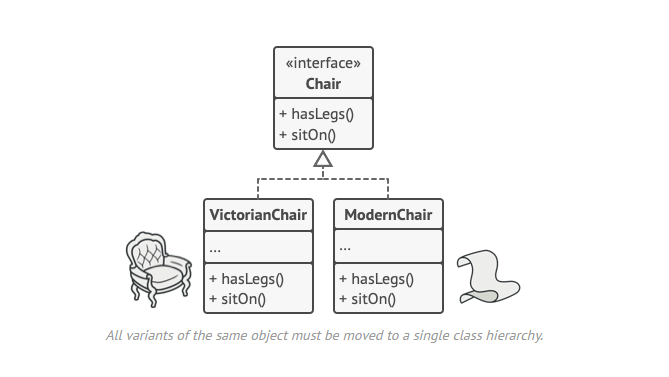 «interface»
Chair
+ hasLegs()
+ sitOn()
VictorianChair
...
+ hasLegs()
+ sitOn()
ModernChair
...
+ hasLegs()
+ sitOn()
All variants of the same object must be moved to a single class hierarchy.